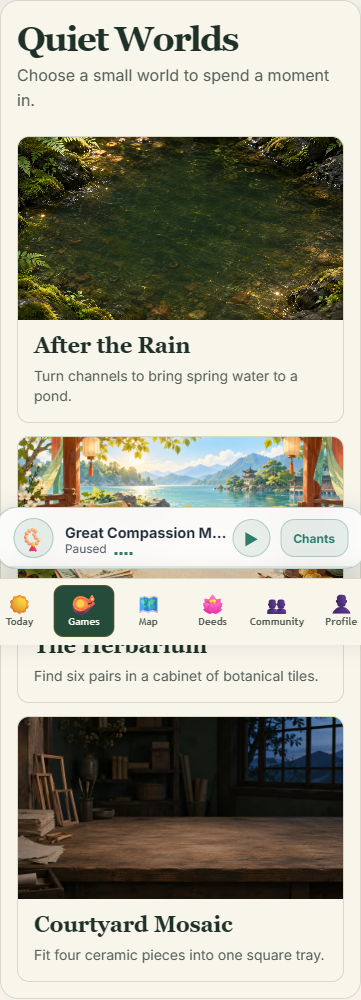 Quiet Worlds
Choose a small world to spend a moment
in.
After the Rain
Turn channels to bring spring water to a
pond.
Great Compassion M...
Paused
Chants
Today
Games
Map
Deeds
Community
Profile
The Herbarium
Find six pairs in a cabinet of botanical tiles.
Courtyard Mosaic
Fit four ceramic pieces into one square tray.